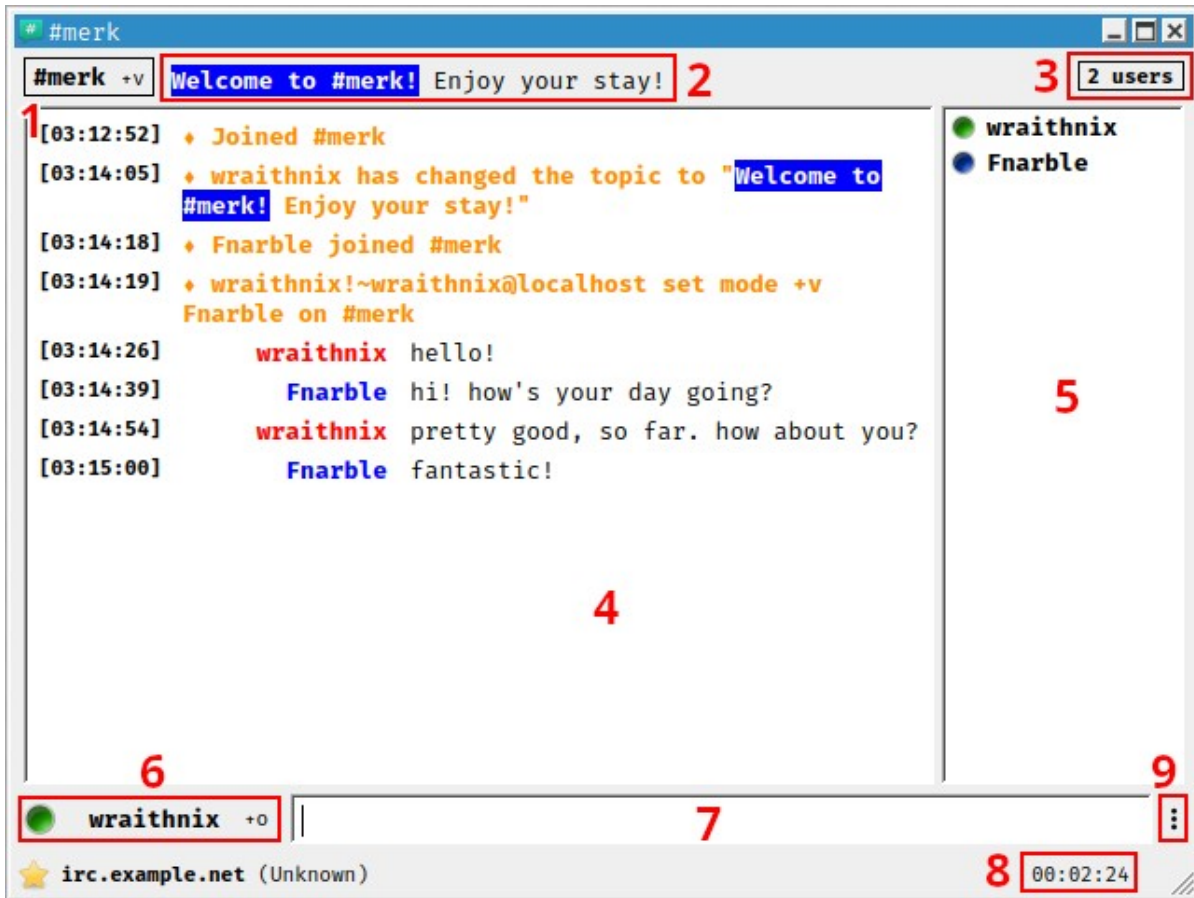 #merk
#merk +v
Welcome to #merk! Enjoy your stay!
2
3
2 users
1
[03:12:52] ♦ Joined #merk
[03:14:05] ♦ wraithnix has changed the topic to "Welcome to
#merk! Enjoy your stay!"
[03:14:18] ♦ Fnarble joined #merk
[03:14:19] ♦ wraithnix!~wraithnix@localhost set mode +v
Fnarble on #merk
[03:14:26] wraithnix hello!
[03:14:39] Fnarble hi! how's your day going?
[03:14:54] wraithnix pretty good, so far. how about you?
[03:15:00] Fnarble fantastic!
4
wraithnix
Fnarble
5
6
wraithnix +o
7
9
irc.example.net (Unknown)
8
00:02:24